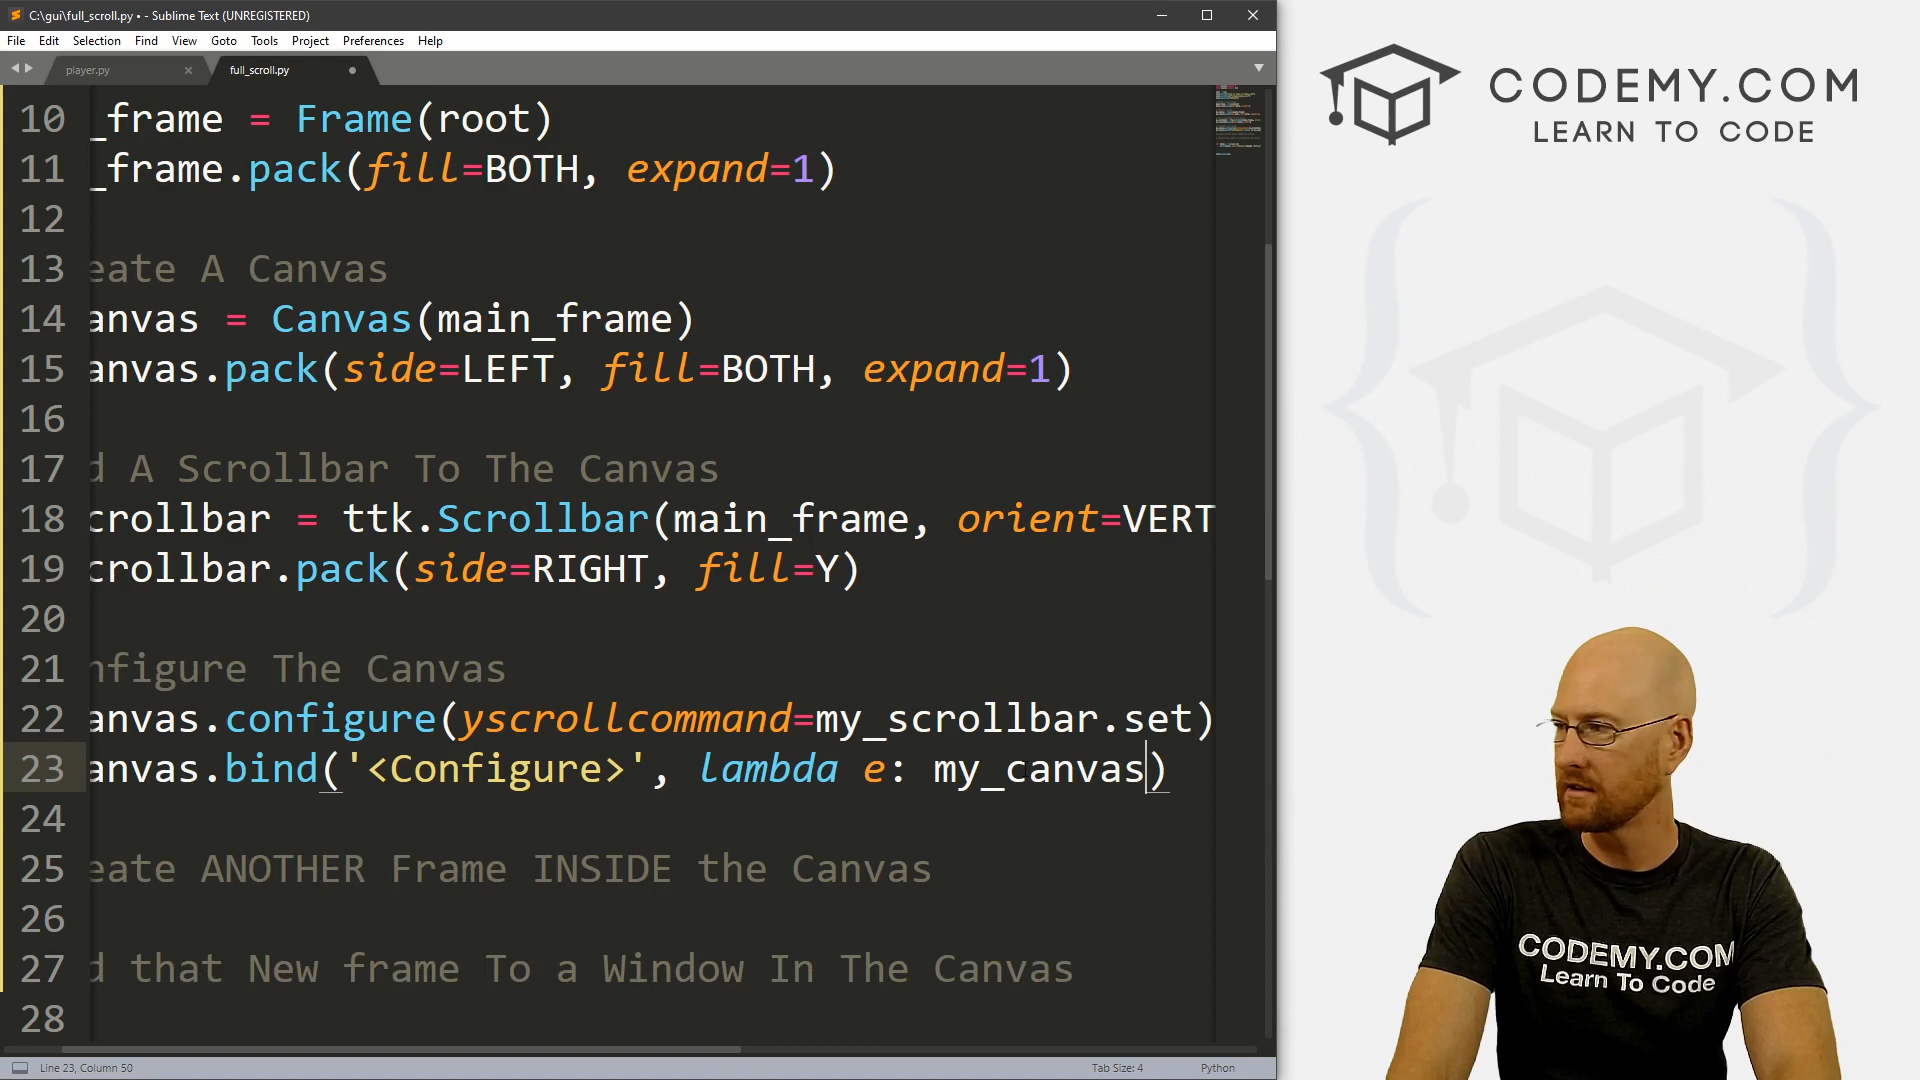 C:\gui\full_scroll.py • - Sublime Text (UNREGISTERED)
File Edit Selection Find View Goto Tools Project Preferences Help
player.py full_scroll.py
10 _frame = Frame(root)
11 _frame.pack(fill=BOTH, expand=1)
12
13 eate A Canvas
14 anvas = Canvas(main_frame)
15 anvas.pack(side=LEFT, fill=BOTH, expand=1)
16
17 d A Scrollbar To The Canvas
18 crollbar = ttk.Scrollbar(main_frame, orient=VERT
19 crollbar.pack(side=RIGHT, fill=Y)
20
21 nfigure The Canvas
22 anvas.configure(yscrollcommand=my_scrollbar.set)
23 anvas.bind('<Configure>', lambda e: my_canvas)
24
25 eate ANOTHER Frame INSIDE the Canvas
26
27 d that New frame To a Window In The Canvas
28
Line 23, Column 50
Tab Size: 4
Python
CODEMY.COM
LEARN TO CODE
CODEMY.COM
Learn To Code